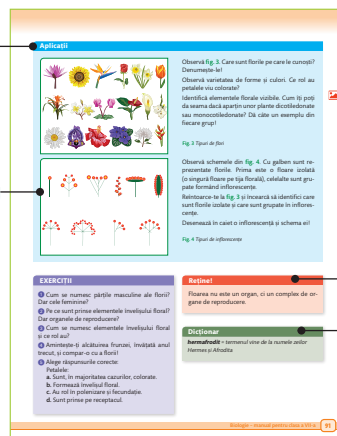 Aplicații
Observă fig. 3. Care sunt florile pe care le cunoști?
Denumește-le!
Observă varietatea de forme și culori. Ce rol au
petalele viu colorate?
Identifică elementele florale vizibile. Cum îți poți
da seama dacă aparțin unor plante dicotiledonate
sau monocotiledonate? Dă câte un exemplu din
fiecare grup!
Fig. 3 Tipuri de flori
Observă schemele din fig. 4. Cu galben sunt re-
prezentate florile. Prima este o floare izolată
(o singură floare pe tija florală), celelalte sunt gru-
pate formând inflorescențe.
Reîntoarce-te la fig. 3 și încearcă să identifici care
sunt florile izolate și care sunt grupate în inflores-
cențe.
Desenează în caiet o inflorescență și schema ei!
Fig. 4 Tipuri de inflorescențe
EXERCIȚII
1 Cum se numesc părțile masculine ale florii?
Dar cele feminine?
2 Pe ce sunt prinse elementele învelișului floral?
Dar organele de reproducere?
3 Cum se numesc elementele învelișului floral
și ce rol au?
4 Amintește-ți alcătuirea frunzei, învățată anul
trecut, și compar-o cu a florii!
5 Alege răspunsurile corecte:
Petalele:
a. Sunt, în majoritatea cazurilor, colorate.
b. Formează învelișul floral.
c. Au rol în polenizare și fecundație.
d. Sunt prinse pe receptacul.
Reține!
Floarea nu este un organ, ci un complex de or-
gane de reproducere.
Dicționar
hermafrodit – termenul vine de la numele zeilor
Hermes și Afrodita
Biologie – manual pentru clasa a VI-a 91